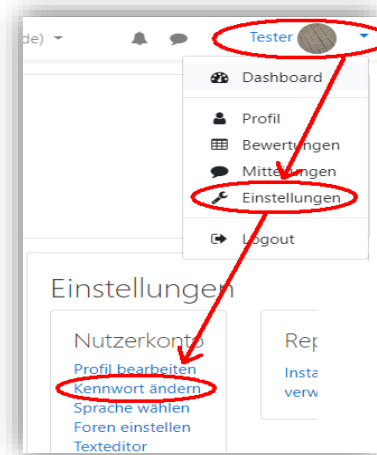 de)
Tester
Dashboard
Profil
Bewertungen
Mitteilungen
Einstellungen
Logout
Einstellungen
Nutzerkonto
Profil bearbeiten
Kennwort ändern
Sprache wählen
Foren einstellen
Texteditor
Rep
Insta
verw